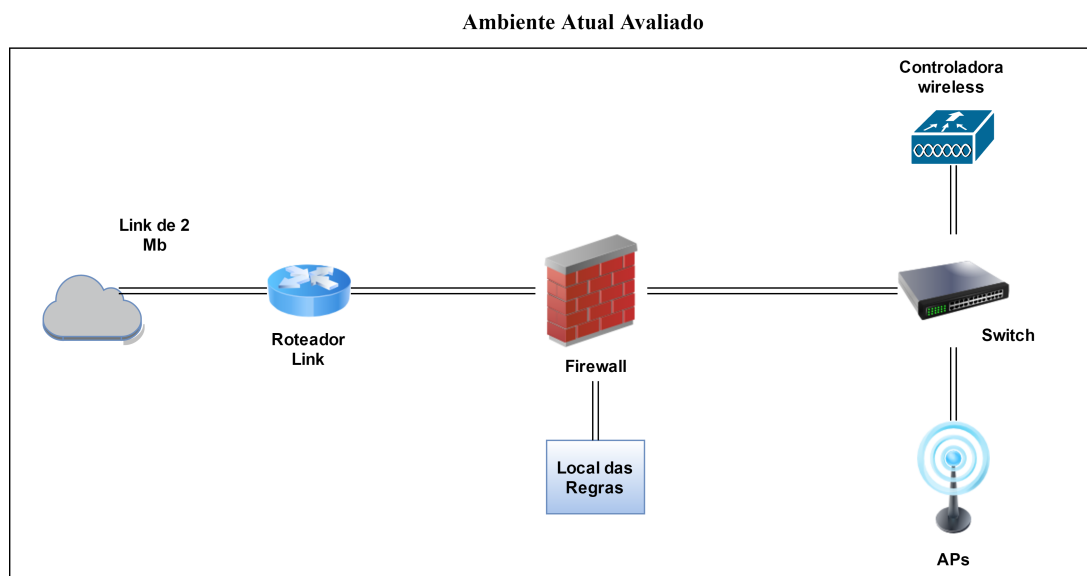 Ambiente Atual Avaliado
Controladora
wireless
Link de 2
Mb
Roteador
Link
Firewall
Switch
Local das
Regras
APs